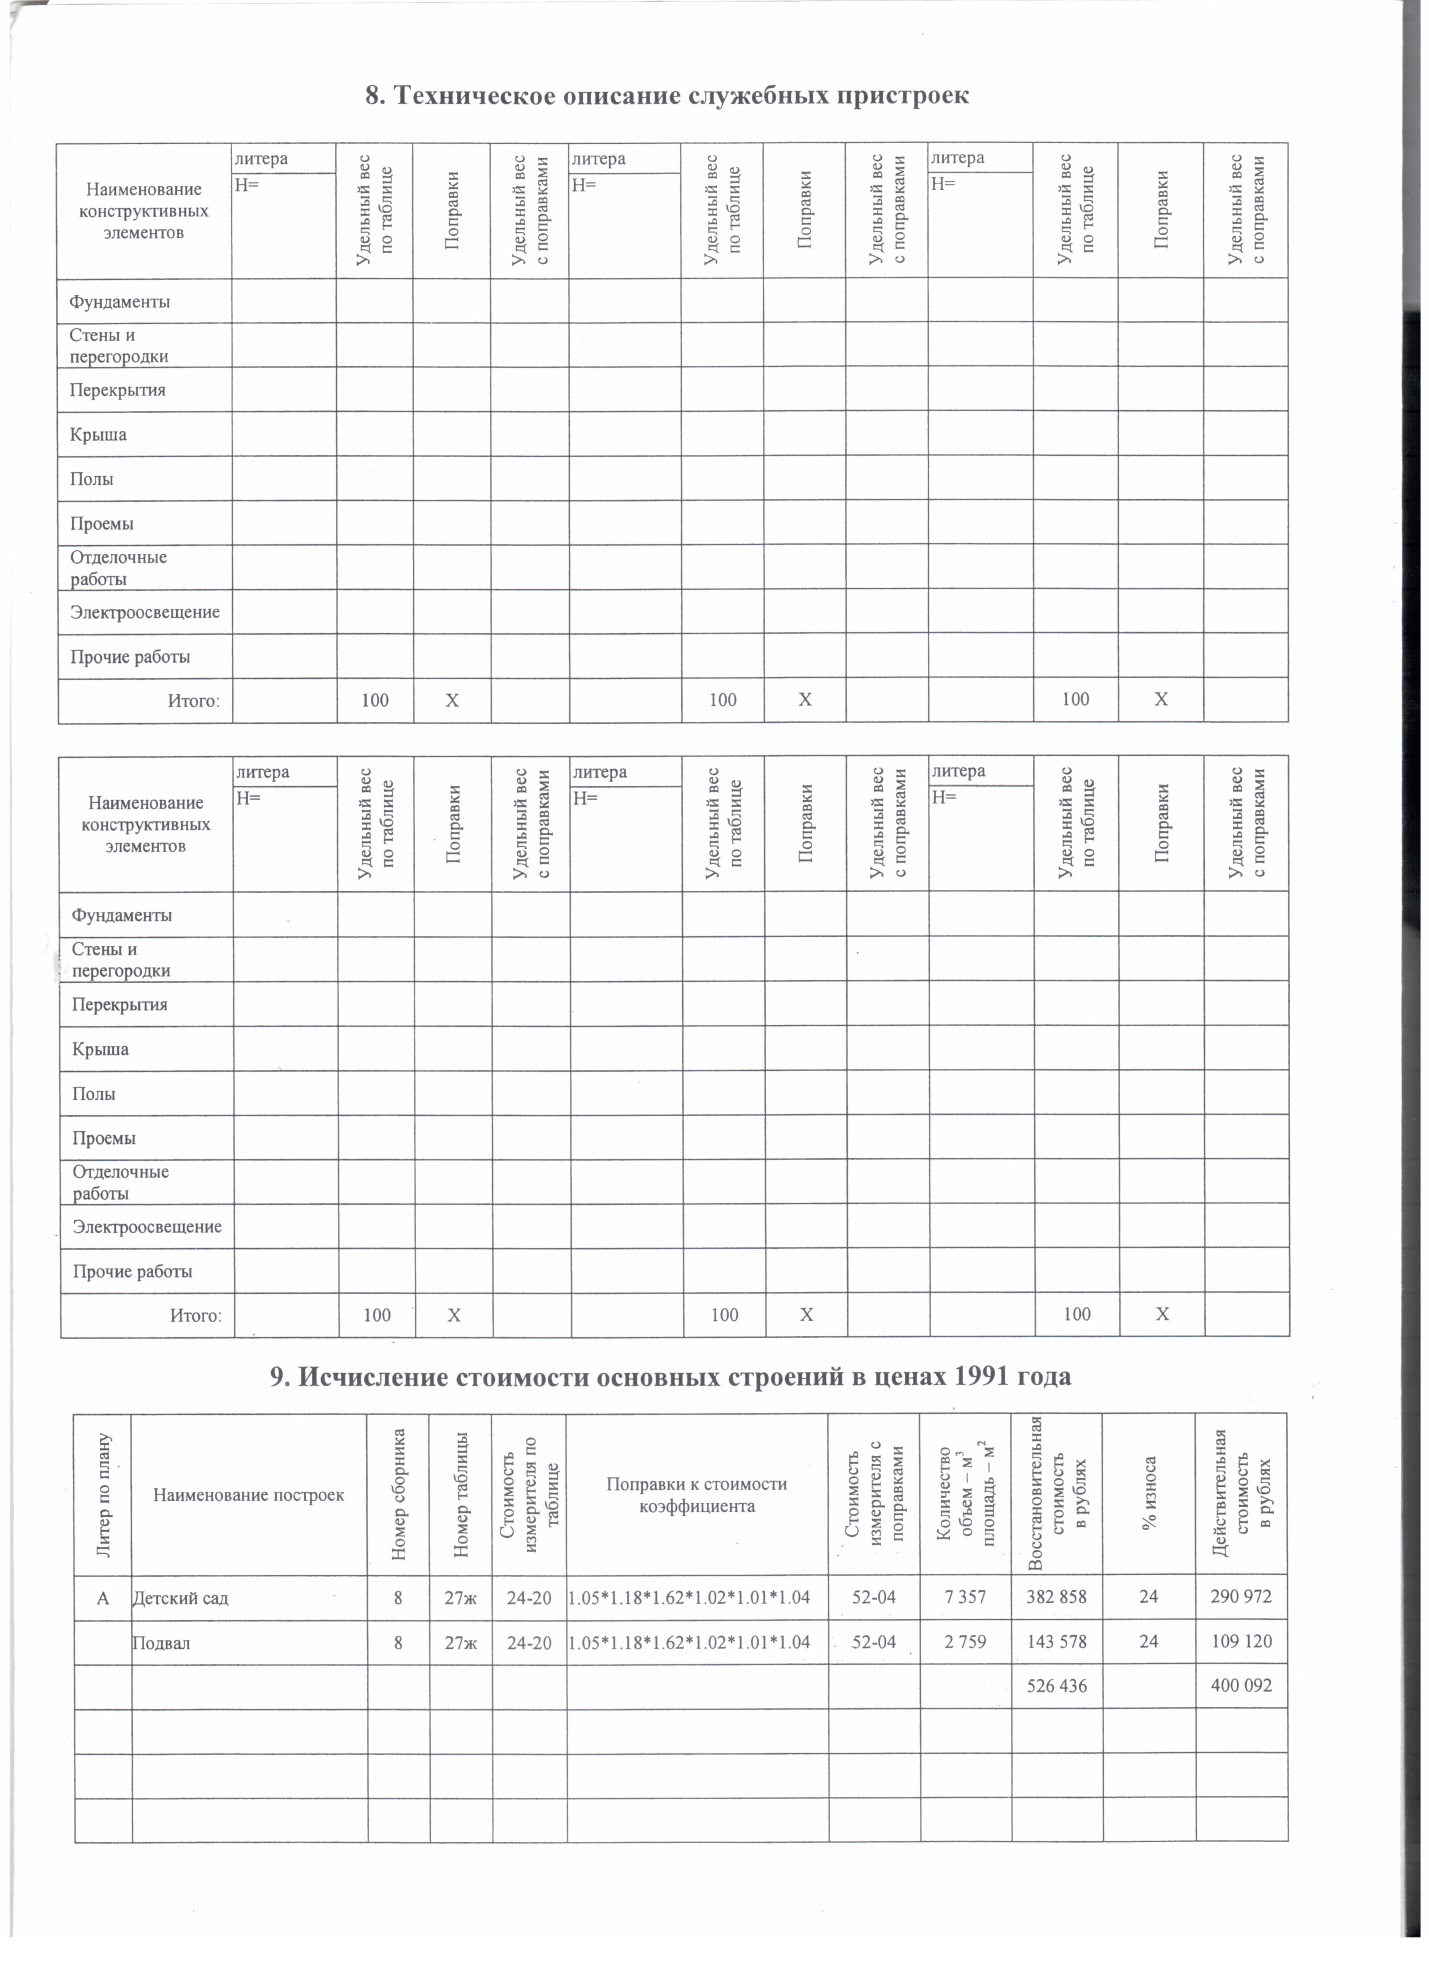 8. Техническое описание служебных пристроек
Наименование конструктивных элементов | литера | Удельный вес по таблице | Поправки | Удельный вес с поправками | литера | Удельный вес по таблице | Поправки | Удельный вес с поправками | литера | Удельный вес по таблице | Поправки | Удельный вес с поправками
Н= | Н= | Н=
Фундаменты
Стены и
перегородки
Перекрытия
Крыша
Полы
Проемы
Отделочные
работы
Электроосвещение
Прочие работы
Итого: 100 X 100 X 100 X
Наименование конструктивных элементов | литера | Удельный вес по таблице | Поправки | Удельный вес с поправками | литера | Удельный вес по таблице | Поправки | Удельный вес с поправками | литера | Удельный вес по таблице | Поправки | Удельный вес с поправками
Н= | Н= | Н=
Фундаменты
Стены и
перегородки
Перекрытия
Крыша
Полы
Проемы
Отделочные
работы
Электроосвещение
Прочие работы
Итого: 100 X 100 X 100 X
9. Исчисление стоимости основных строений в ценах 1991 года
Литер по плану | Наименование построек | Номер сборника | Номер таблицы | Стоимость измерителя по таблице | Поправки к стоимости коэффициента | Стоимость измерителя с поправками | Количество объем – м³ площадь – м² | Восстановительная стоимость в рублях | % износа | Действительная стоимость в рублях
А Детский сад 8 27ж 24-20 1.05*1.18*1.62*1.02*1.01*1.04 52-04 7 357 382 858 24 290 972
Подвал 8 27ж 24-20 1.05*1.18*1.62*1.02*1.01*1.04 52-04 2 759 143 578 24 109 120
526 436 400 092